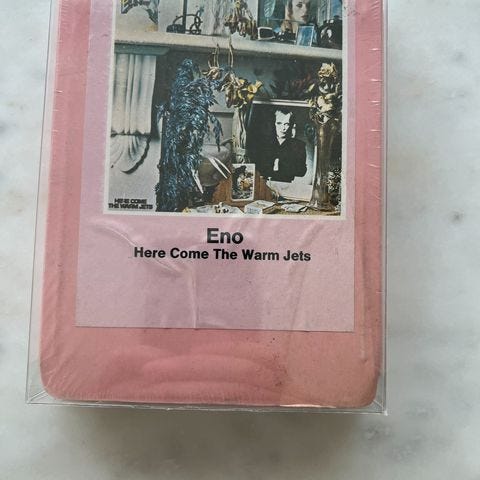 HERE COME
THE WARM JETS
Eno
Here Come The Warm Jets